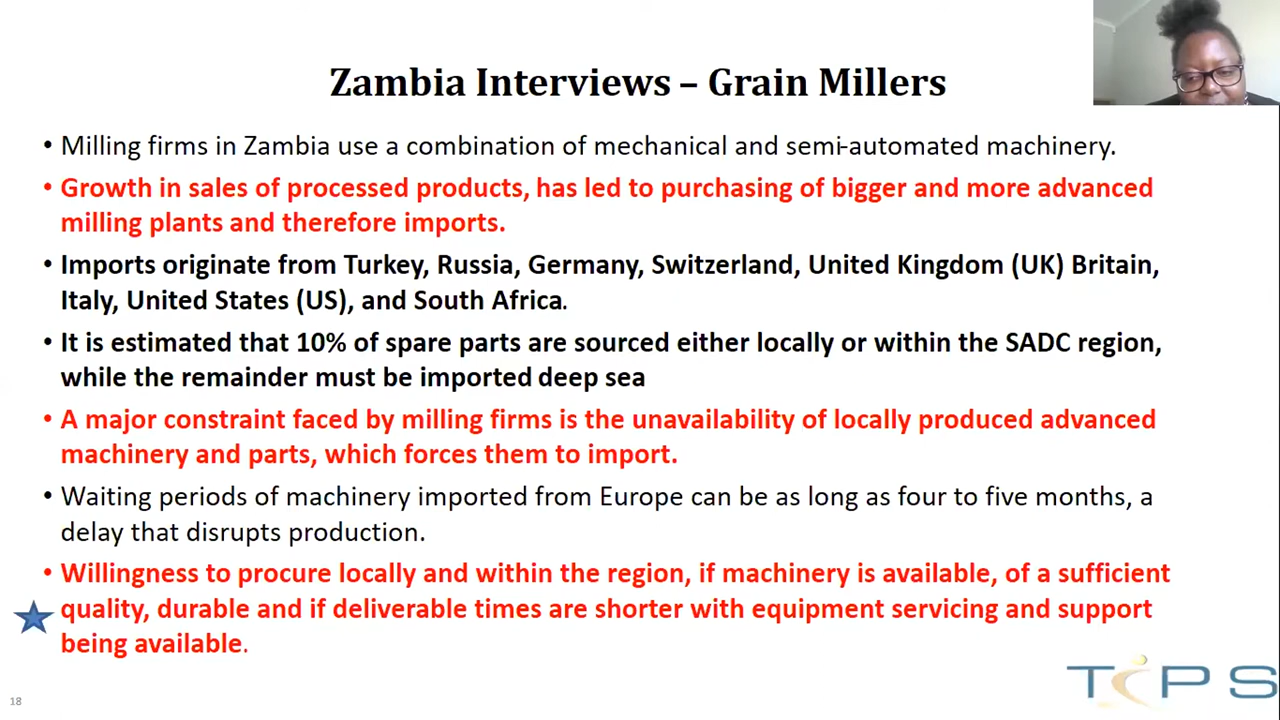 Zambia Interviews – Grain Millers
• Milling firms in Zambia use a combination of mechanical and semi-automated machinery.
• Growth in sales of processed products, has led to purchasing of bigger and more advanced
milling plants and therefore imports.
• Imports originate from Turkey, Russia, Germany, Switzerland, United Kingdom (UK) Britain,
Italy, United States (US), and South Africa.
• It is estimated that 10% of spare parts are sourced either locally or within the SADC region,
while the remainder must be imported deep sea
• A major constraint faced by milling firms is the unavailability of locally produced advanced
machinery and parts, which forces them to import.
• Waiting periods of machinery imported from Europe can be as long as four to five months, a
delay that disrupts production.
• Willingness to procure locally and within the region, if machinery is available, of a sufficient
quality, durable and if deliverable times are shorter with equipment servicing and support
being available.
18
TIPS